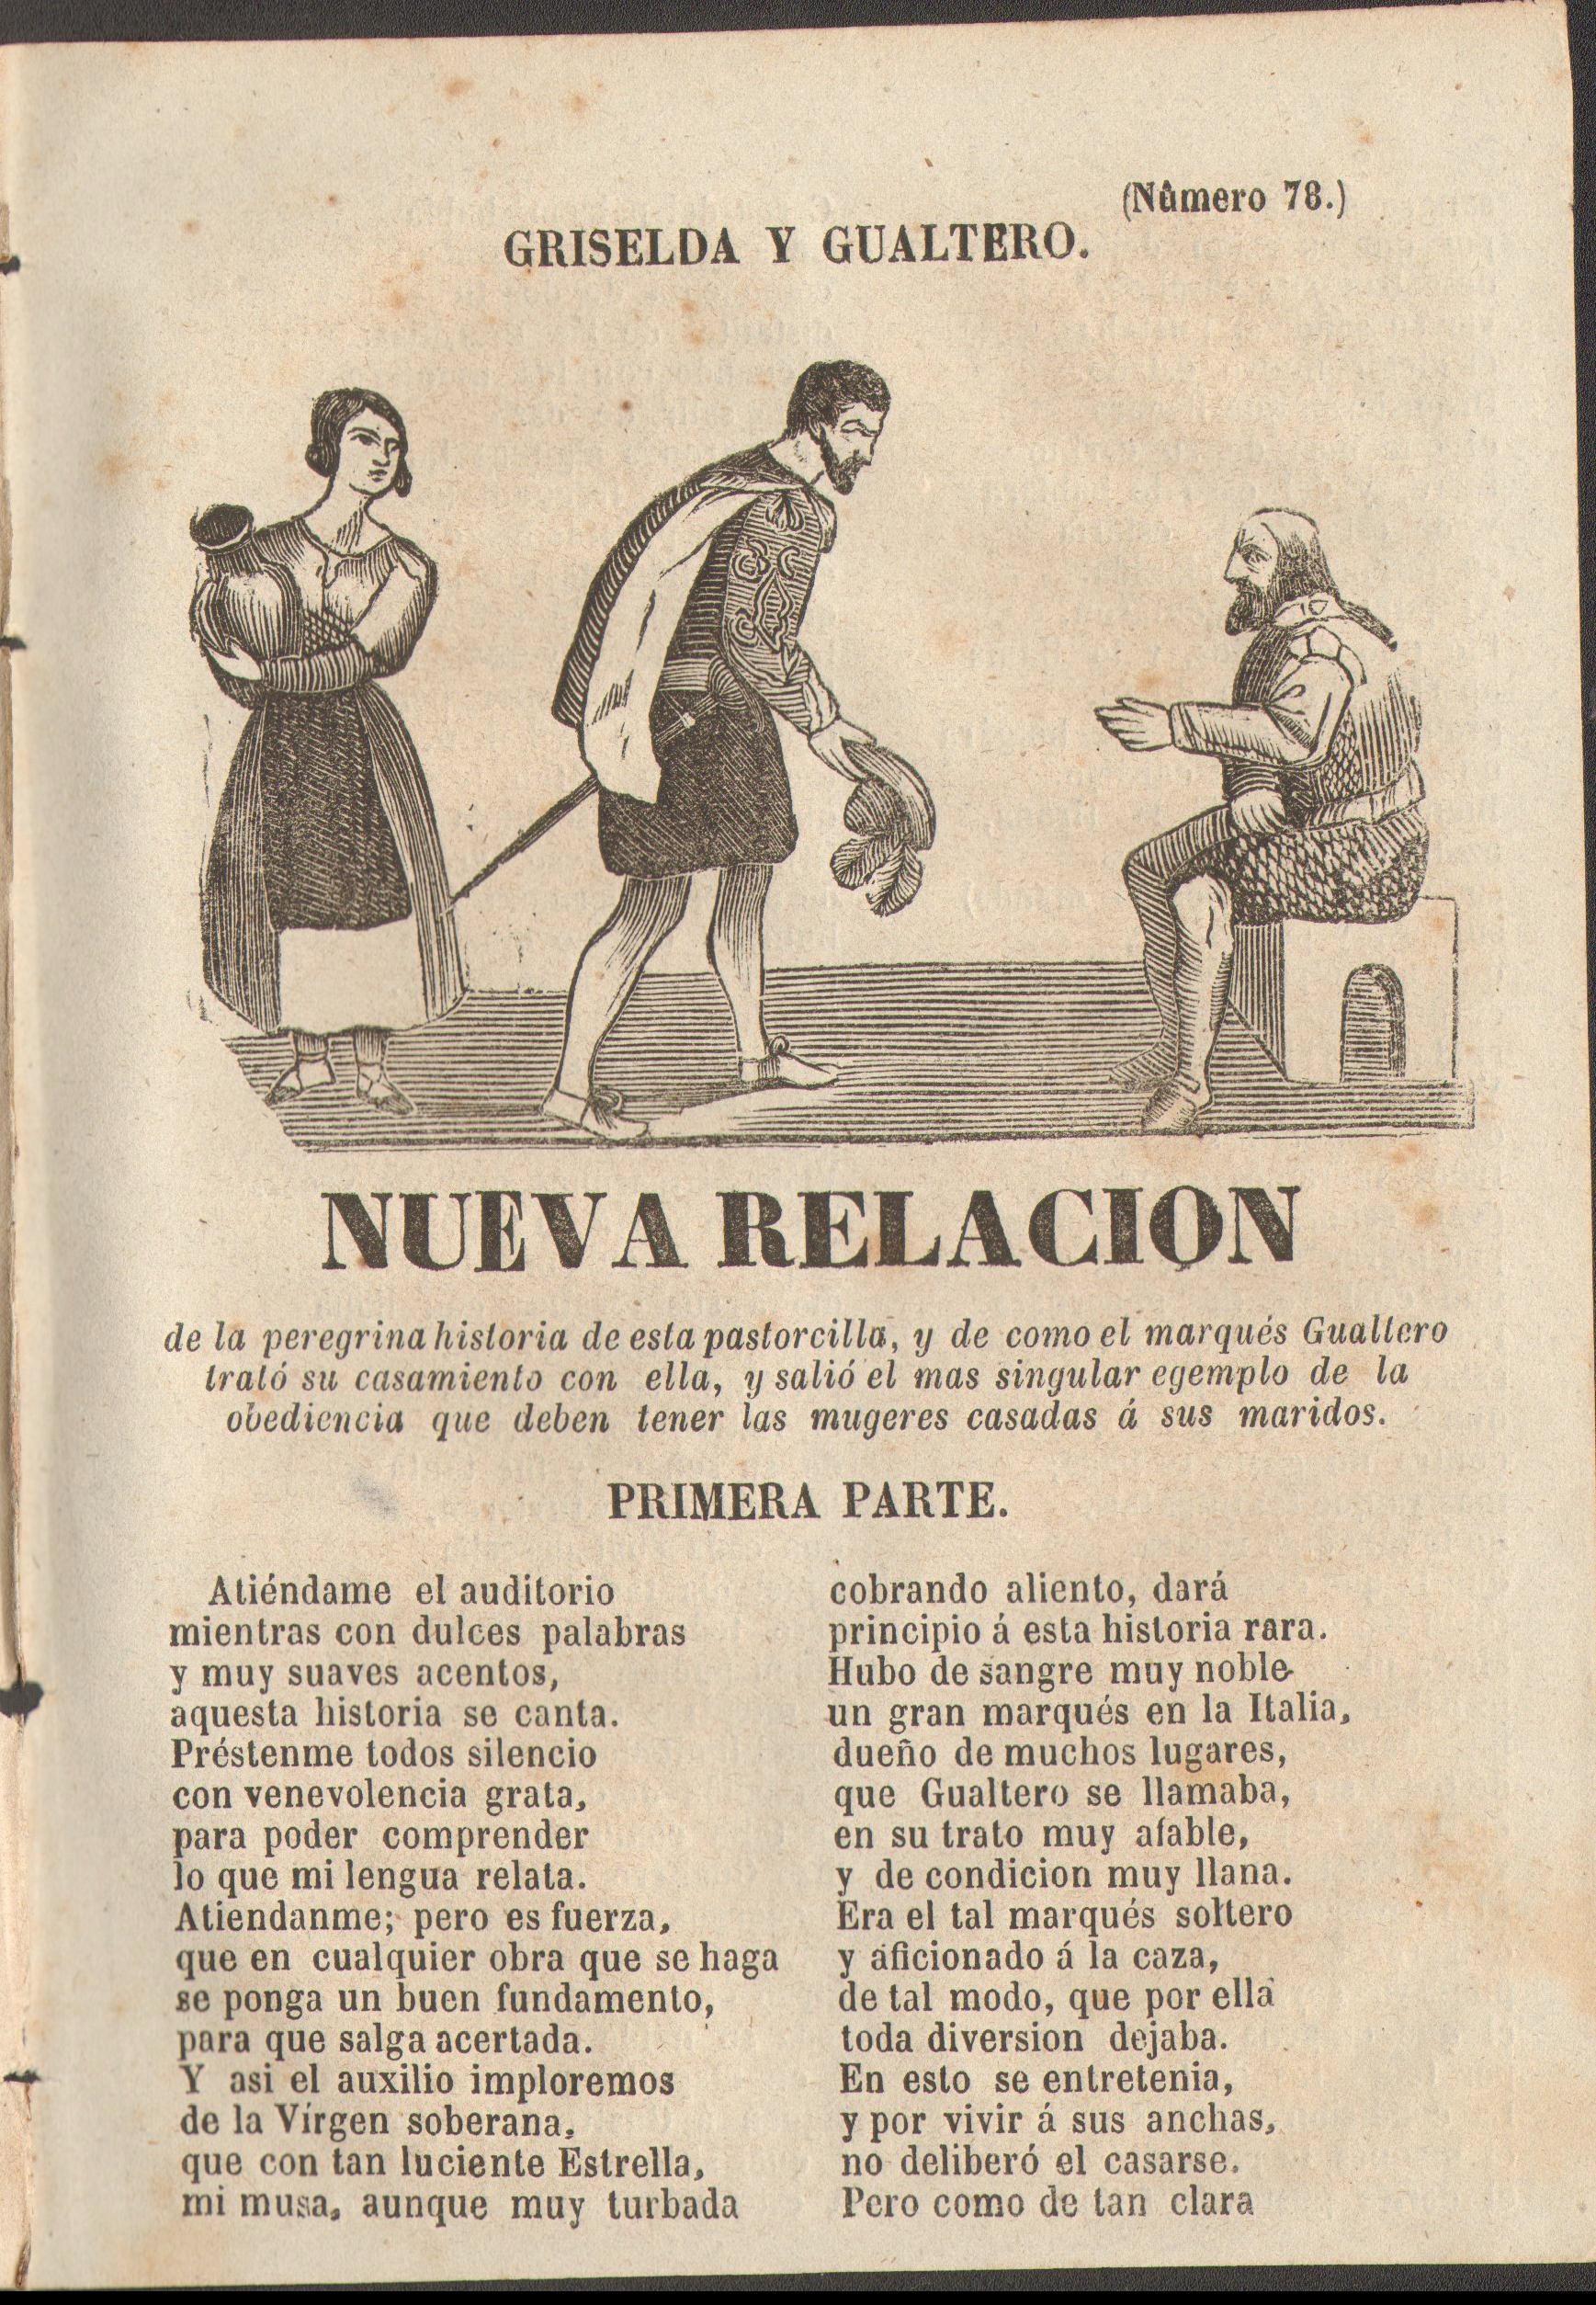 (Número 78.)
GRISELDA Y GUALTERO.
NUEVA RELACION
de la peregrina historia de esta pastorcilla, y de como el marqués Gualtero
trató su casamiento con ella, y salió el mas singular egemplo de la
obediencia que deben tener las mugeres casadas á sus maridos.
PRIMERA PARTE.
Atiéndame el auditorio
mientras con dulces palabras
y muy suaves acentos,
aquesta historia se canta.
Préstenme todos silencio
con venevolencia grata,
para poder comprender
lo que mi lengua relata.
Atiendanme; pero es fuerza,
que en cualquier obra que se haga
se ponga un buen fundamento,
para que salga acertada.
Y asi el auxilio imploremos
de la Vírgen soberana,
que con tan luciente Estrella,
mi musa, aunque muy turbada
cobrando aliento, dará
principio á esta historia rara.
Hubo de sangre muy noble
un gran marqués en la Italia,
dueño de muchos lugares,
que Gualtero se llamaba,
en su trato muy afable,
y de condicion muy llana.
Era el tal marqués soltero
y aficionado á la caza,
de tal modo, que por ella
toda diversion dejaba.
En esto se entretenia,
y por vivir á sus anchas,
no deliberó el casarse.
Pero como de tan clara